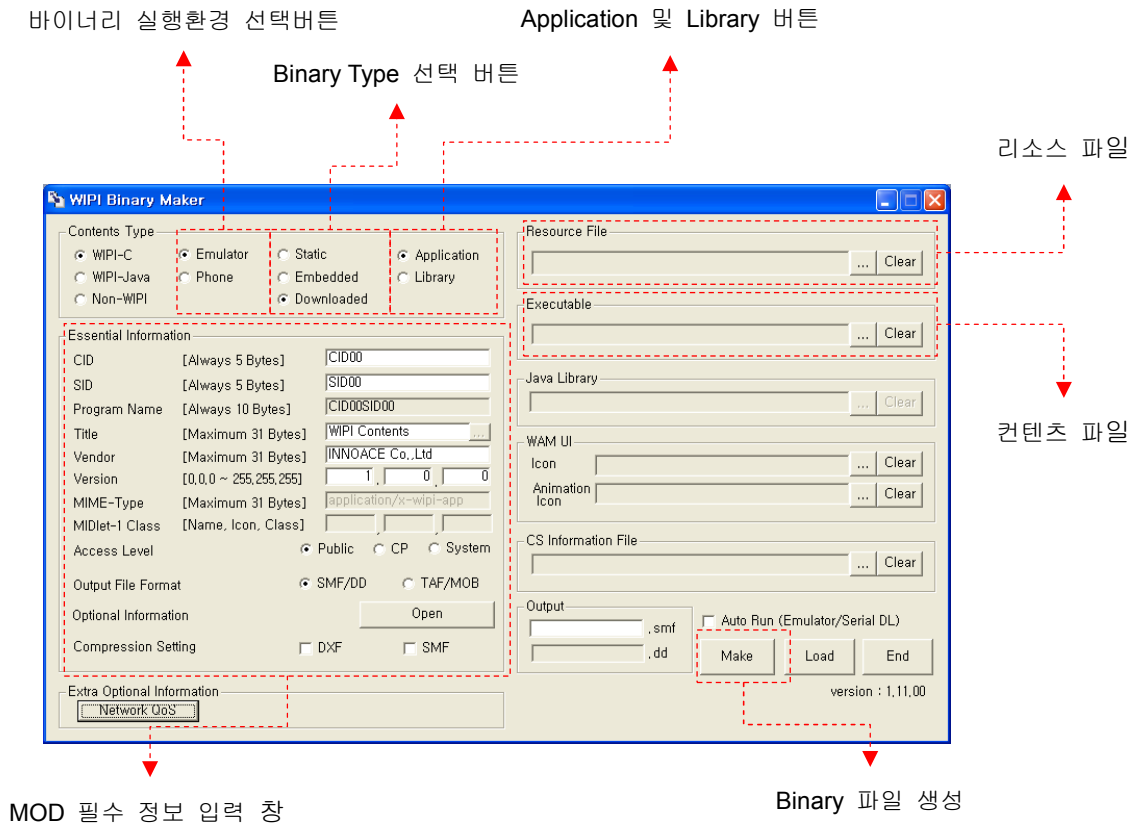 바이너리 실행환경 선택버튼
Application 및 Library 버튼
Binary Type 선택 버튼
리소스 파일
WIPI Binary Maker
Contents Type
WIPI-C
Emulator
Static
Application
WIPI-Java
Phone
Embedded
Library
Non-WIPI
Downloaded
Resource File
... Clear
Executable
... Clear
Essential Information
CID [Always 5 Bytes] CID00
SID [Always 5 Bytes] SID00
Program Name [Always 10 Bytes] CID00SID00
Title [Maximum 31 Bytes] WIPI Contents ...
Vendor [Maximum 31 Bytes] INNOACE Co.,Ltd
Version [0.0.0 ~ 255.255.255] 1 . 0 . 0
MIME-Type [Maximum 31 Bytes] application/x-wipi-app
MIDlet-1 Class [Name, Icon, Class] , ,
Access Level Public CP System
Output File Format SMF/DD TAF/MOB
Optional Information Open
Compression Setting DXF SMF
Java Library
... Clear
컨텐츠 파일
WAM UI
Icon ... Clear
Animation Icon ... Clear
CS Information File
... Clear
Output
.smf
.dd
Auto Run (Emulator/Serial DL)
Make Load End
version : 1.11.00
Extra Optional Information
Network QoS
MOD 필수 정보 입력 창
Binary 파일 생성